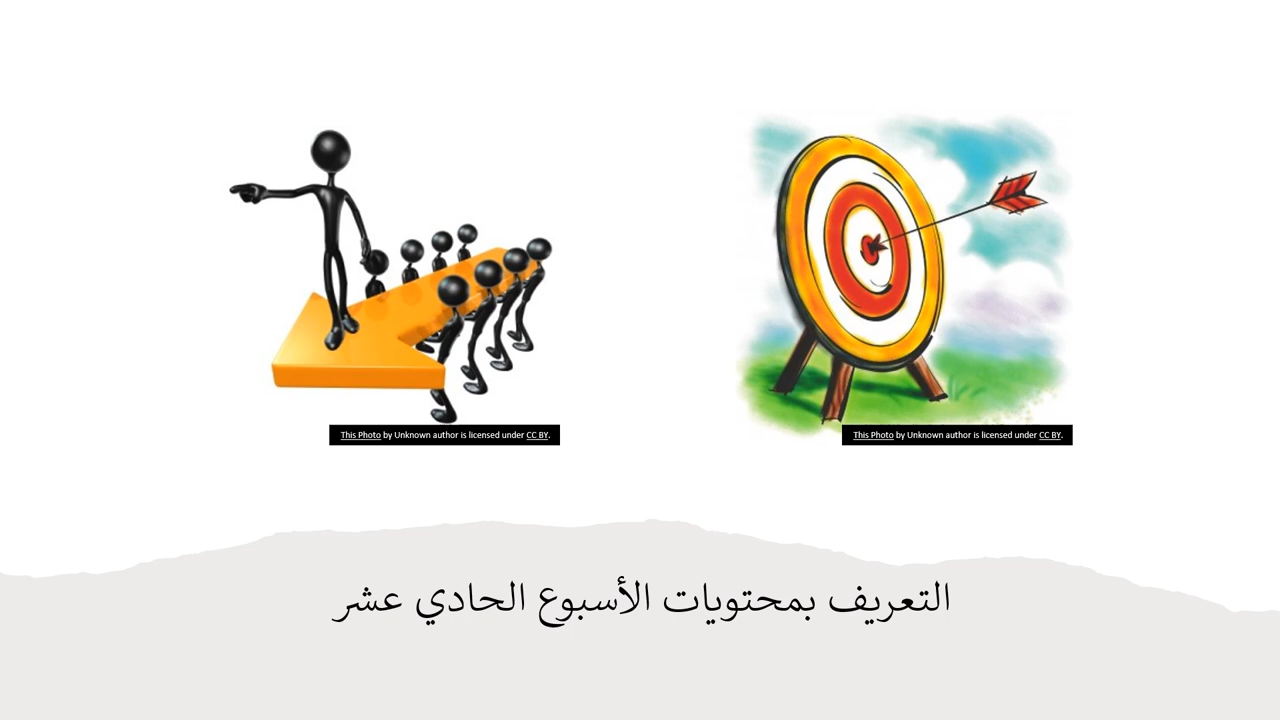 This Photo by Unknown author is licensed under CC BY.
This Photo by Unknown author is licensed under CC BY.
التعريف بمحتويات الأسبوع الحادي عشر